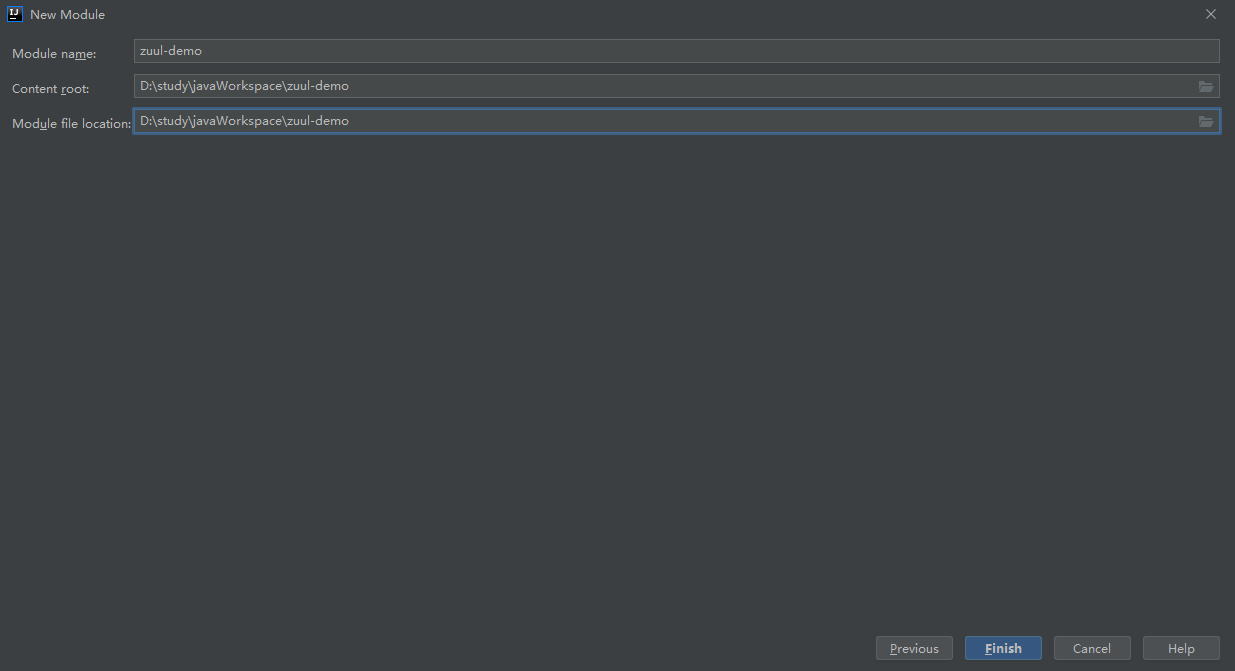 IJ New Module
Module name: zuul-demo
Content root: D:\study\javaWorkspace\zuul-demo
Module file location: D:\study\javaWorkspace\zuul-demo
Previous Finish Cancel Help